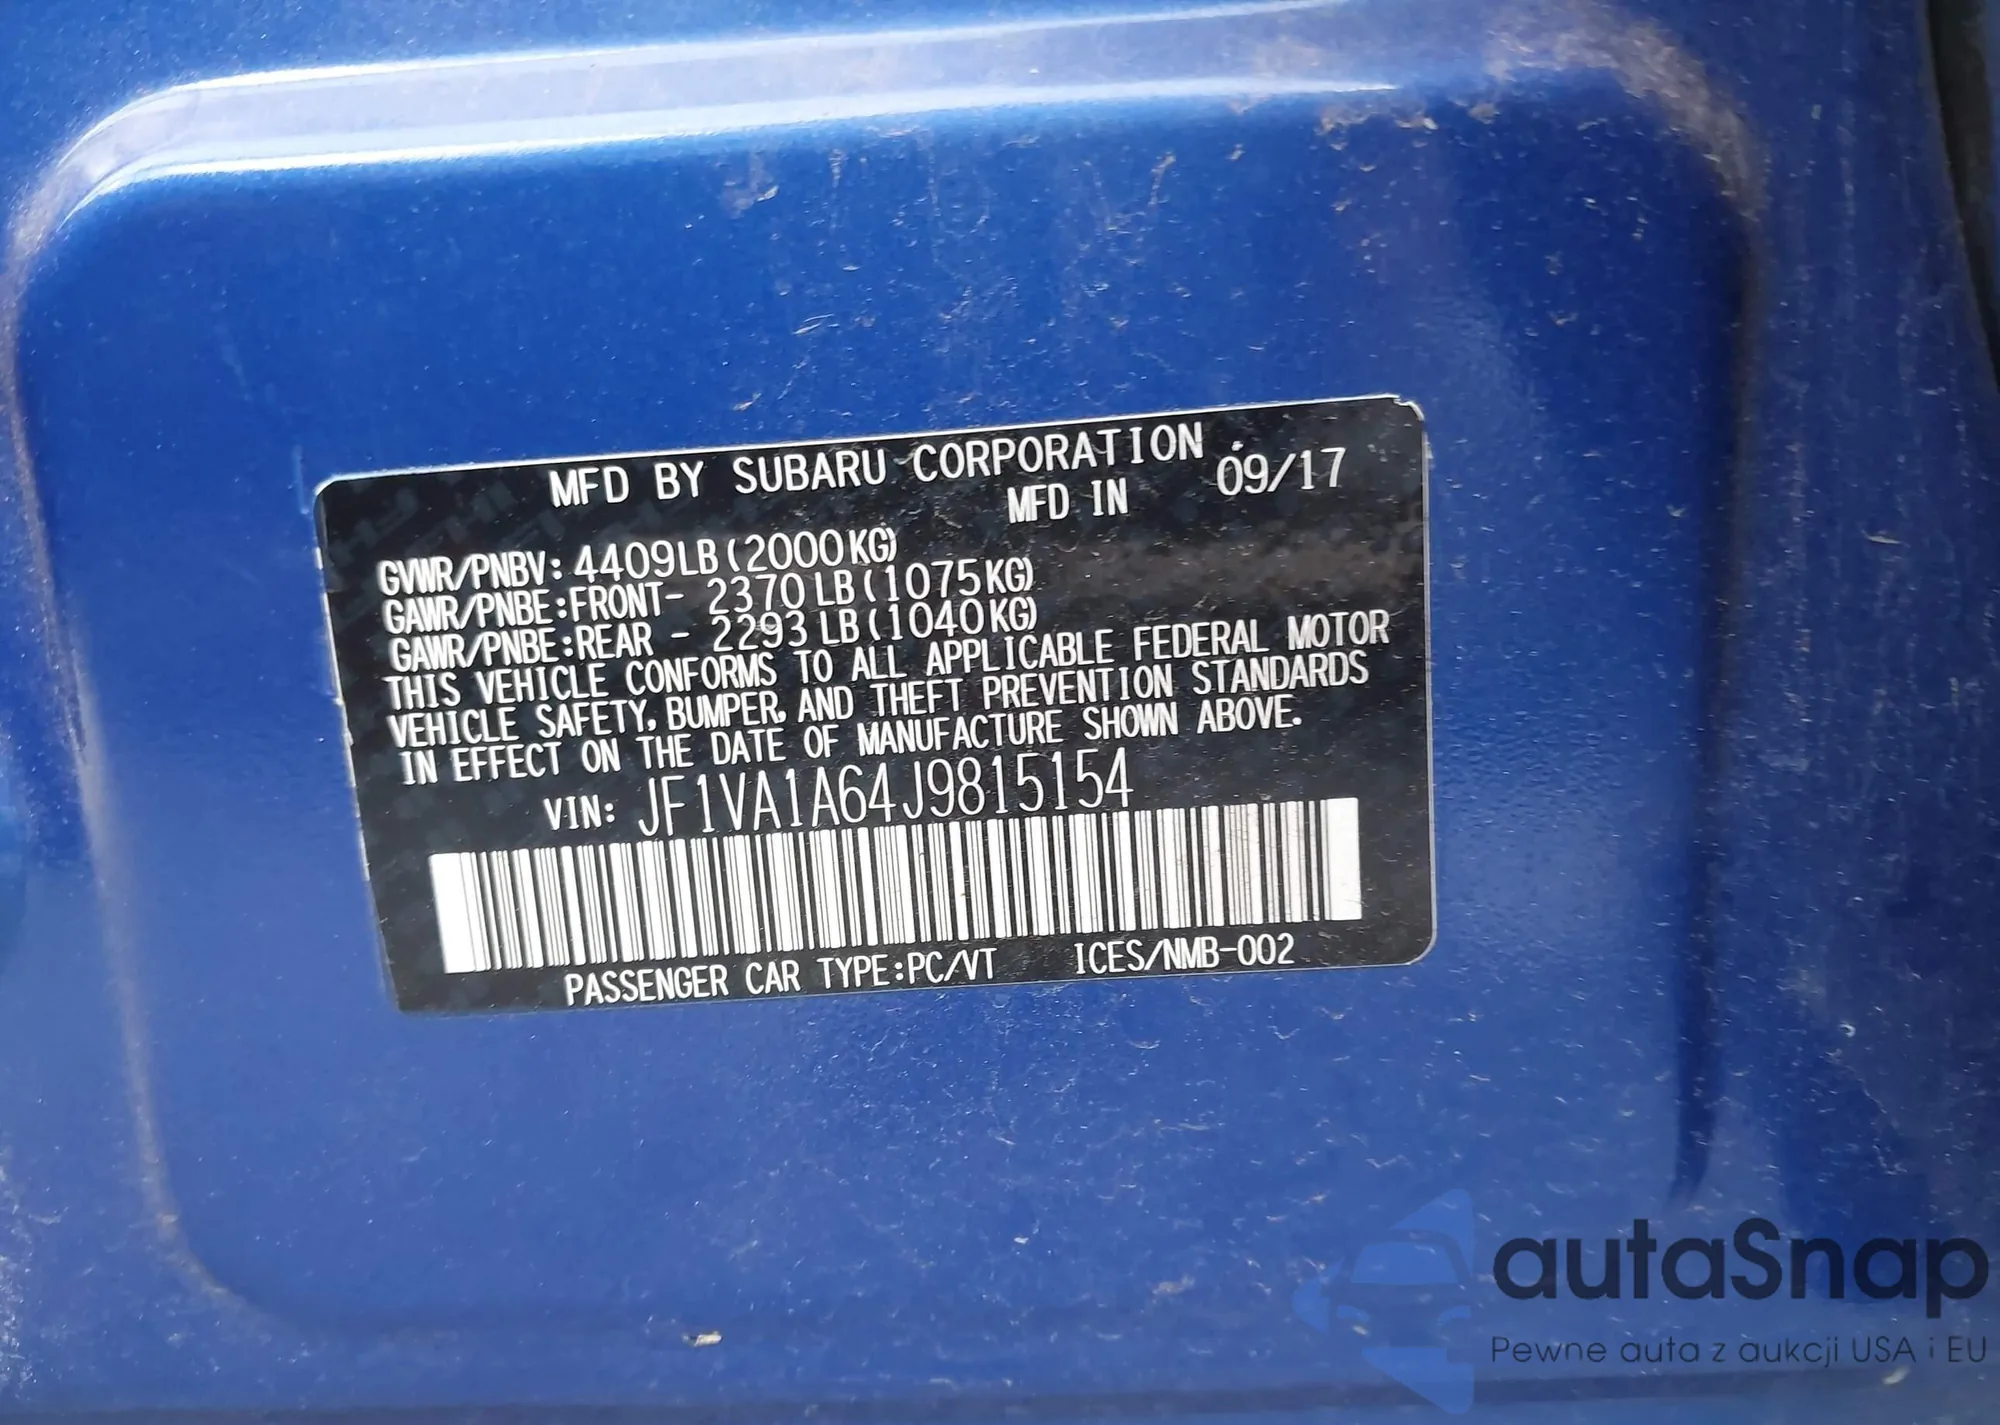 MFD BY SUBARU CORPORATION
MFD IN 09/17
GVWR/PNBV: 4409LB(2000KG)
GAWR/PNBE:FRONT- 2370LB(1075KG)
GAWR/PNBE:REAR - 2293LB(1040KG)
THIS VEHICLE CONFORMS TO ALL APPLICABLE FEDERAL MOTOR
VEHICLE SAFETY, BUMPER, AND THEFT PREVENTION STANDARDS
IN EFFECT ON THE DATE OF MANUFACTURE SHOWN ABOVE.
VIN: JF1VA1A64J9815154
PASSENGER CAR TYPE:PC/VT ICES/NMB-002
autaSnap
Pewne auta z aukcji USA i EU